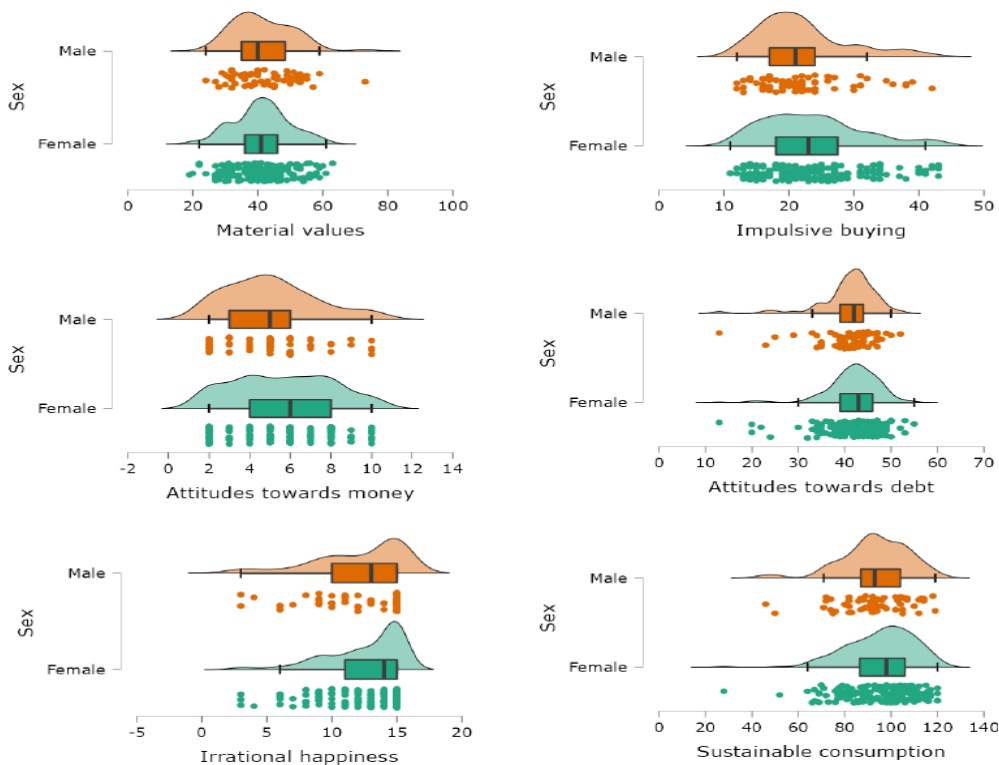 Sex
Male
Female
0 20 40 60 80 100
Material values
Sex
Male
Female
0 10 20 30 40 50
Impulsive buying
Sex
Male
Female
-2 0 2 4 6 8 10 12 14
Attitudes towards money
Sex
Male
Female
0 10 20 30 40 50 60 70
Attitudes towards debt
Sex
Male
Female
-5 0 5 10 15 20
Irrational happiness
Sex
Male
Female
0 20 40 60 80 100 120 140
Sustainable consumption